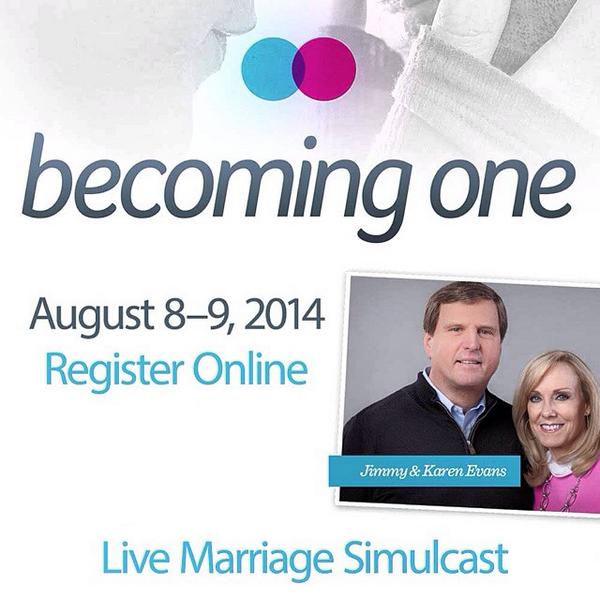 becoming one
August 8–9, 2014
Register Online
Jimmy & Karen Evans
Live Marriage Simulcast